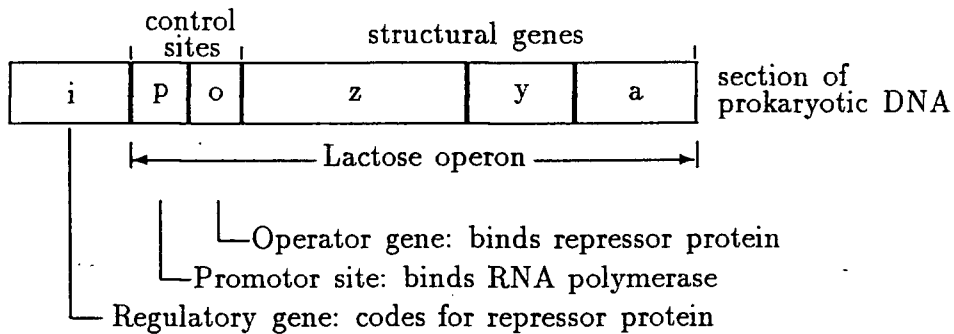 control
sites
structural genes
i p o z y a
section of
prokaryotic DNA
Lactose operon
Operator gene: binds repressor protein
Promotor site: binds RNA polymerase
Regulatory gene: codes for repressor protein